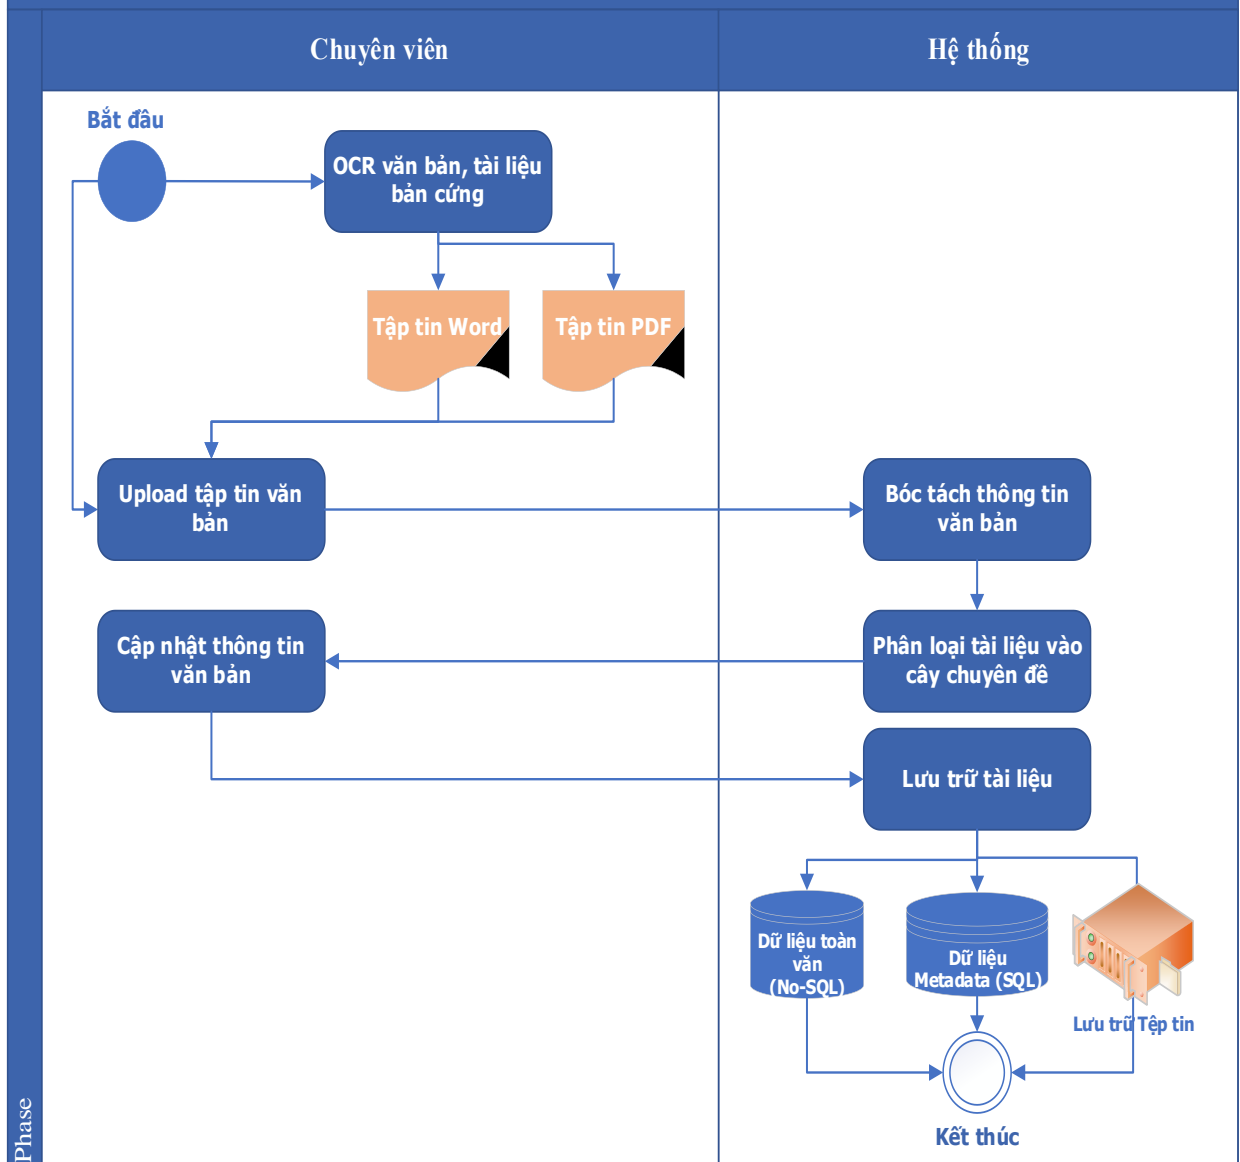 Chuyên viên
Hệ thống
Bắt đầu
OCR văn bản, tài liệu
bản cứng
Tập tin Word
Tập tin PDF
Upload tập tin văn
bản
Bóc tách thông tin
văn bản
Cập nhật thông tin
văn bản
Phân loại tài liệu vào
cây chuyên đề
Lưu trữ tài liệu
Dữ liệu toàn
văn
(No-SQL)
Dữ liệu
Metadata (SQL)
Lưu trữ Tệp tin
Kết thúc
Phase